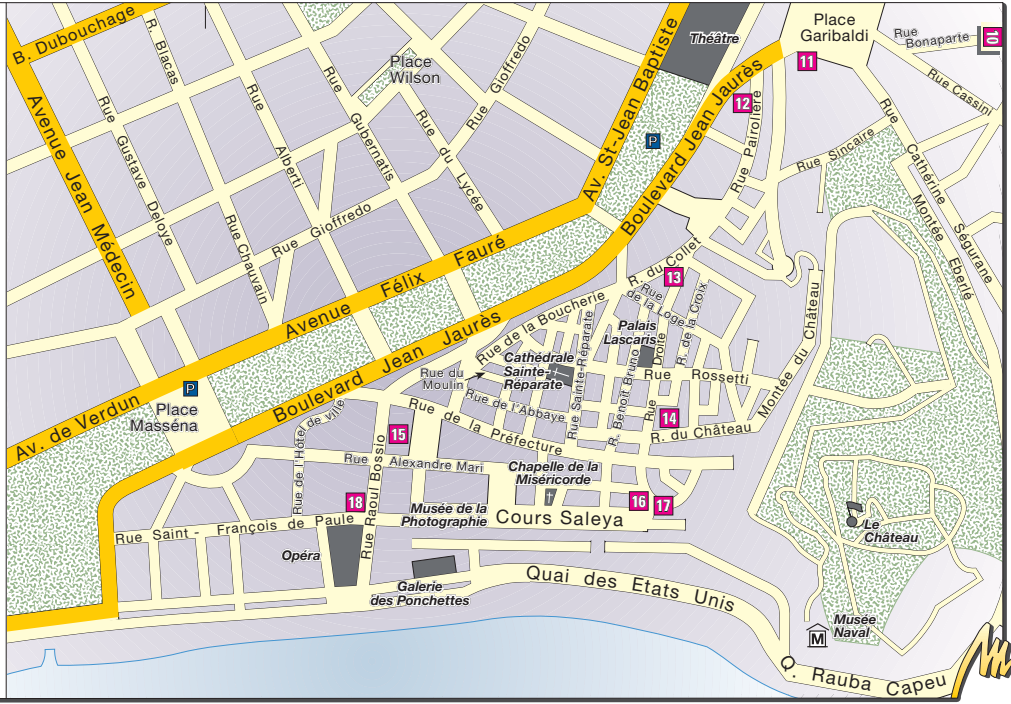 B. Dubouchage
R. Blacas
Place
Wilson
Rue Gioffredo
Av. St-Jean Baptiste
Théâtre
Place
Garibaldi
Rue
Bonaparte
10
11
Rue Cassini
12
Avenue Jean Médecin
Rue Gustave Deloye
Rue Alberti
Rue Gubernatis
Rue du Lycée
P
Boulevard Jean Jaurès
Rue Pairolière
Rue Sincaire
Rue Cathérine Ségurane
Montée Eberlé
Rue Chauvain
Rue Gioffredo
Avenue Félix Fauré
R. du Collet
13
Rue
de la Loge
R. de la Croix
Montée du Château
Boulevard Jean Jaurès
Rue de la Boucherie
Palais
Lascaris
Rue Droite
Cathédrale
Sainte-
Réparate
Rue Sainte-Réparate
R. Benoit Bruno
Rue Rossetti
Rue du
Moulin
Rue de l'Abbaye
P
Place
Masséna
Av. de Verdun
Rue de l'Hôtel de ville
15
Rue de la Préfecture
14
R. du Château
Rue Alexandre Mari
Rue Raoul Bossio
Chapelle de la
Miséricorde
18
Musée de la
Photographie
16
17
Cours Saleya
Rue Saint - François de Paule
Opéra
Le
Château
Galerie
des Ponchettes
Quai des Etats Unis
Musée
Naval
M
Q. Rauba Capeu